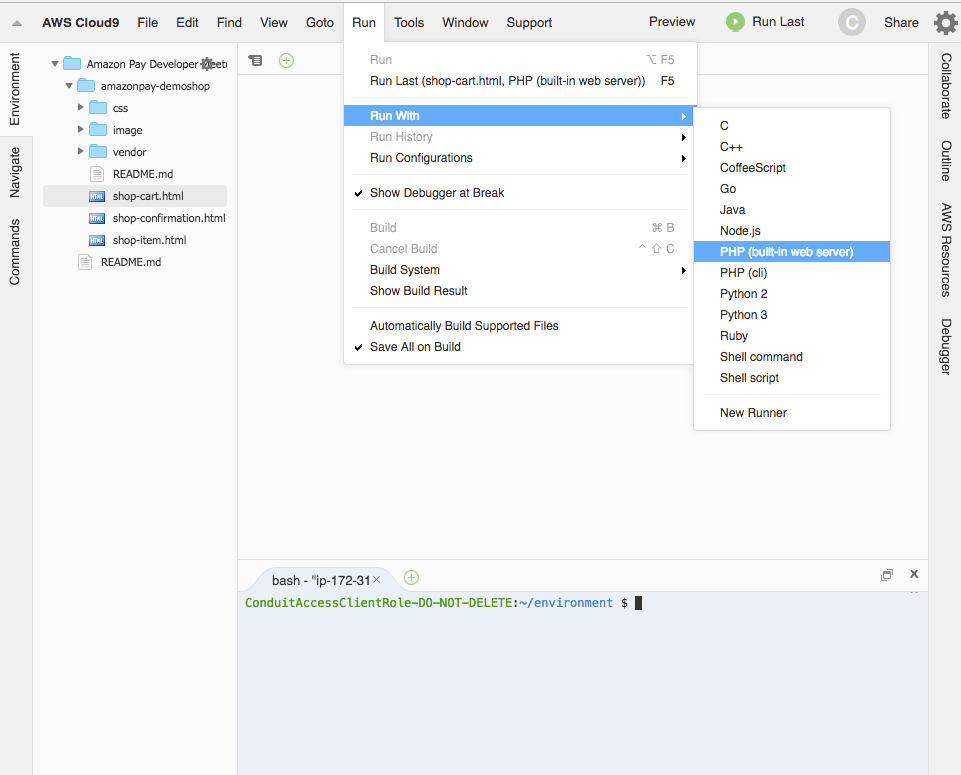 AWS Cloud9 File Edit Find View Goto Run Tools Window Support Preview Run Last C Share
Environment
Navigate
Commands
Amazon Pay Developer
amazonpay-demoshop
css
image
vendor
README.md
shop-cart.html
shop-confirmation.html
shop-item.html
README.md
Run ⌥ F5
Run Last (shop-cart.html, PHP (built-in web server)) F5
Run With
Run History
Run Configurations
Show Debugger at Break
Build ⌘ B
Cancel Build ^ ⇧ C
Build System
Show Build Result
Automatically Build Supported Files
Save All on Build
C
C++
CoffeeScript
Go
Java
Node.js
PHP (built-in web server)
PHP (cli)
Python 2
Python 3
Ruby
Shell command
Shell script
New Runner
Collaborate
Outline
AWS Resources
Debugger
bash - "ip-172-31
ConduitAccessClientRole-DO-NOT-DELETE:~/environment $